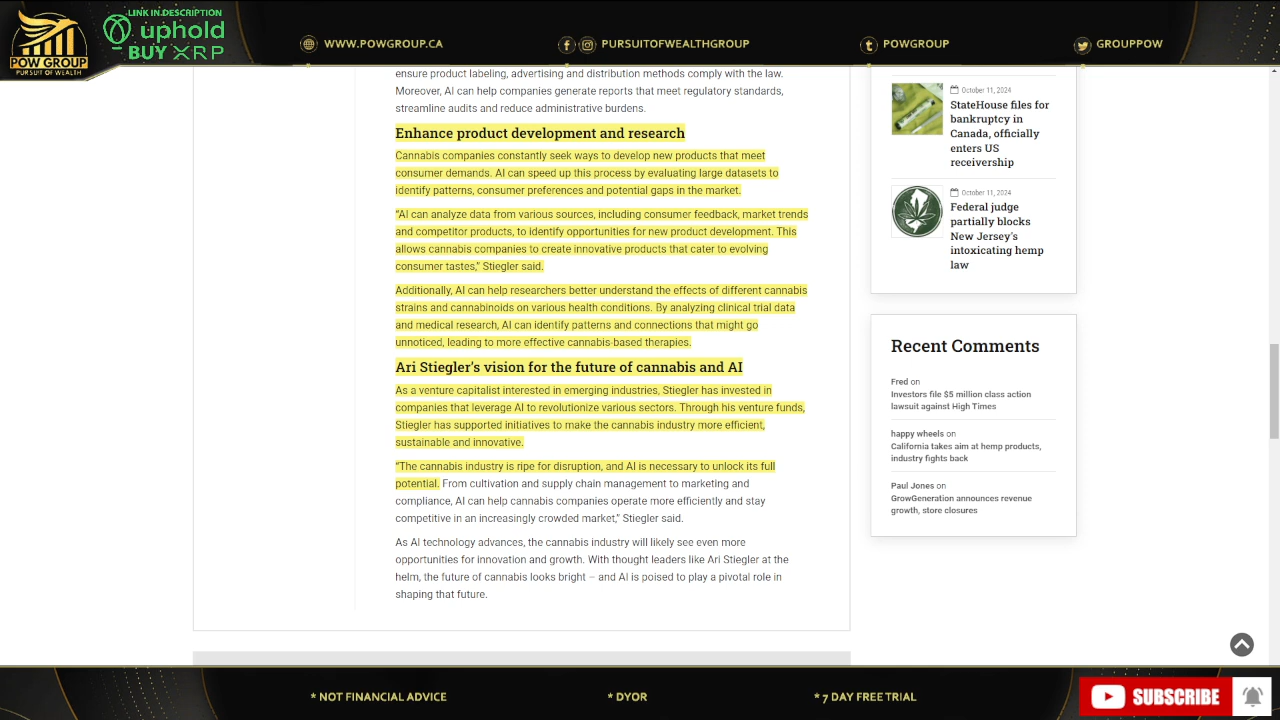 LINK IN DESCRIPTION
uphold
BUY XRP
POW GROUP
PURSUIT OF WEALTH
WWW.POWGROUP.CA
PURSUITOFWEALTHGROUP
POWGROUP
GROUPPOW
ensure product labeling, advertising and distribution methods comply with the law.
Moreover, AI can help companies generate reports that meet regulatory standards,
streamline audits and reduce administrative burdens.
Enhance product development and research
Cannabis companies constantly seek ways to develop new products that meet
consumer demands. AI can speed up this process by evaluating large datasets to
identify patterns, consumer preferences and potential gaps in the market.
“AI can analyze data from various sources, including consumer feedback, market trends
and competitor products, to identify opportunities for new product development. This
allows cannabis companies to create innovative products that cater to evolving
consumer tastes,” Stiegler said.
Additionally, AI can help researchers better understand the effects of different cannabis
strains and cannabinoids on various health conditions. By analyzing clinical trial data
and medical research, AI can identify patterns and connections that might go
unnoticed, leading to more effective cannabis-based therapies.
Ari Stiegler’s vision for the future of cannabis and AI
As a venture capitalist interested in emerging industries, Stiegler has invested in
companies that leverage AI to revolutionize various sectors. Through his venture funds,
Stiegler has supported initiatives to make the cannabis industry more efficient,
sustainable and innovative.
“The cannabis industry is ripe for disruption, and AI is necessary to unlock its full
potential. From cultivation and supply chain management to marketing and
compliance, AI can help cannabis companies operate more efficiently and stay
competitive in an increasingly crowded market,” Stiegler said.
As AI technology advances, the cannabis industry will likely see even more
opportunities for innovation and growth. With thought leaders like Ari Stiegler at the
helm, the future of cannabis looks bright – and AI is poised to play a pivotal role in
shaping that future.
October 11, 2024
StateHouse files for
bankruptcy in
Canada, officially
enters US
receivership
October 11, 2024
Federal judge
partially blocks
New Jersey’s
intoxicating hemp
law
Recent Comments
Fred on
Investors file $5 million class action
lawsuit against High Times
happy wheels on
California takes aim at hemp products,
industry fights back
Paul Jones on
GrowGeneration announces revenue
growth, store closures
* NOT FINANCIAL ADVICE
* DYOR
* 7 DAY FREE TRIAL
SUBSCRIBE